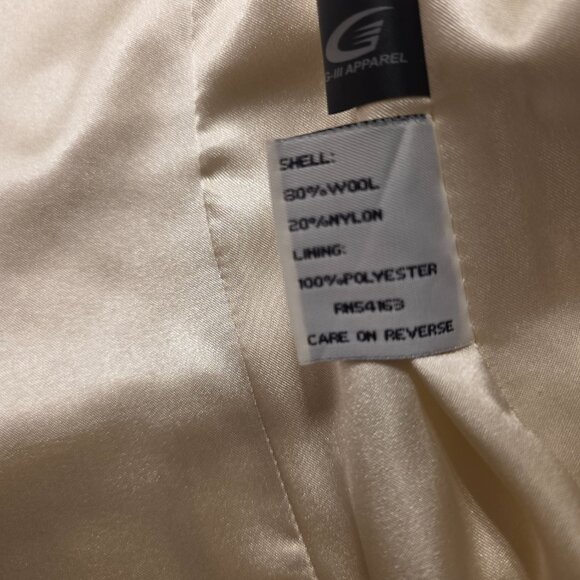 G-III APPAREL
SHELL:
80%WOOL
20%NYLON
LINING:
100%POLYESTER
RN54163
CARE ON REVERSE